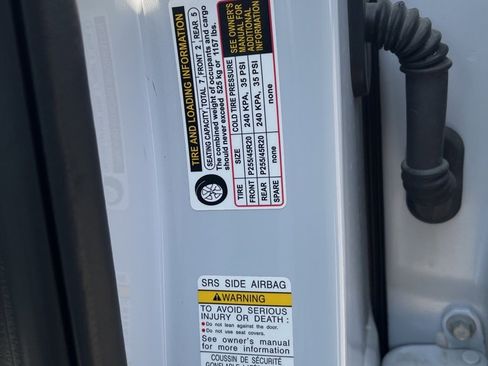 TIRE AND LOADING INFORMATION
SEATING CAPACITY TOTAL 7 FRONT 2 REAR 5
The combined weight of occupants and cargo
should never exceed 525 kg or 1157 lbs.
TIRE SIZE COLD TIRE PRESSURE
FRONT P255/45R20 240 KPA, 35 PSI
REAR P255/45R20 240 KPA, 35 PSI
SPARE none none
SEE OWNER'S
MANUAL FOR
ADDITIONAL
INFORMATION
SRS SIDE AIRBAG
WARNING
TO AVOID SERIOUS
INJURY OR DEATH :
Do not lean against the door.
Do not use seat covers.
See owner's manual
for more information
COUSSIN DE SÉCURITÉ